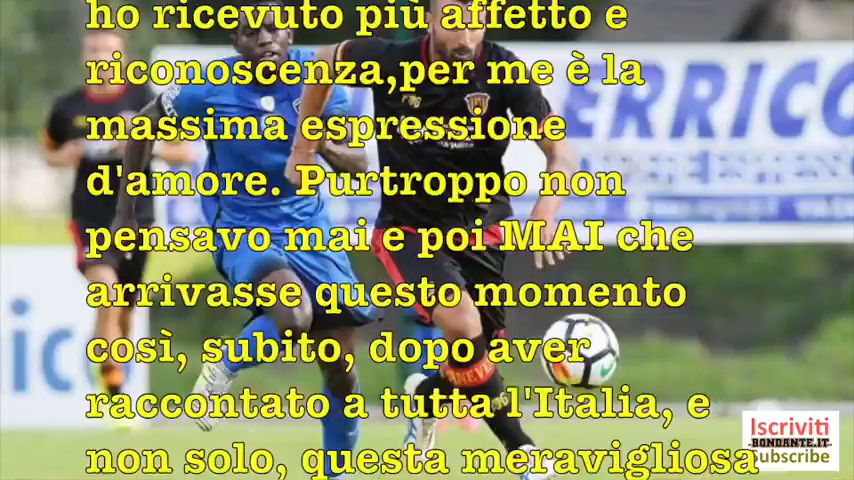 ho ricevuto più affetto e
riconoscenza,per me è la
massima espressione
d'amore. Purtroppo non
pensavo mai e poi MAI che
arrivasse questo momento
così, subito, dopo aver
raccontato a tutta l'Italia, e
non solo, questa meravigliosa
ERRICO
Iscriviti
BONDANTE.IT
Subscribe